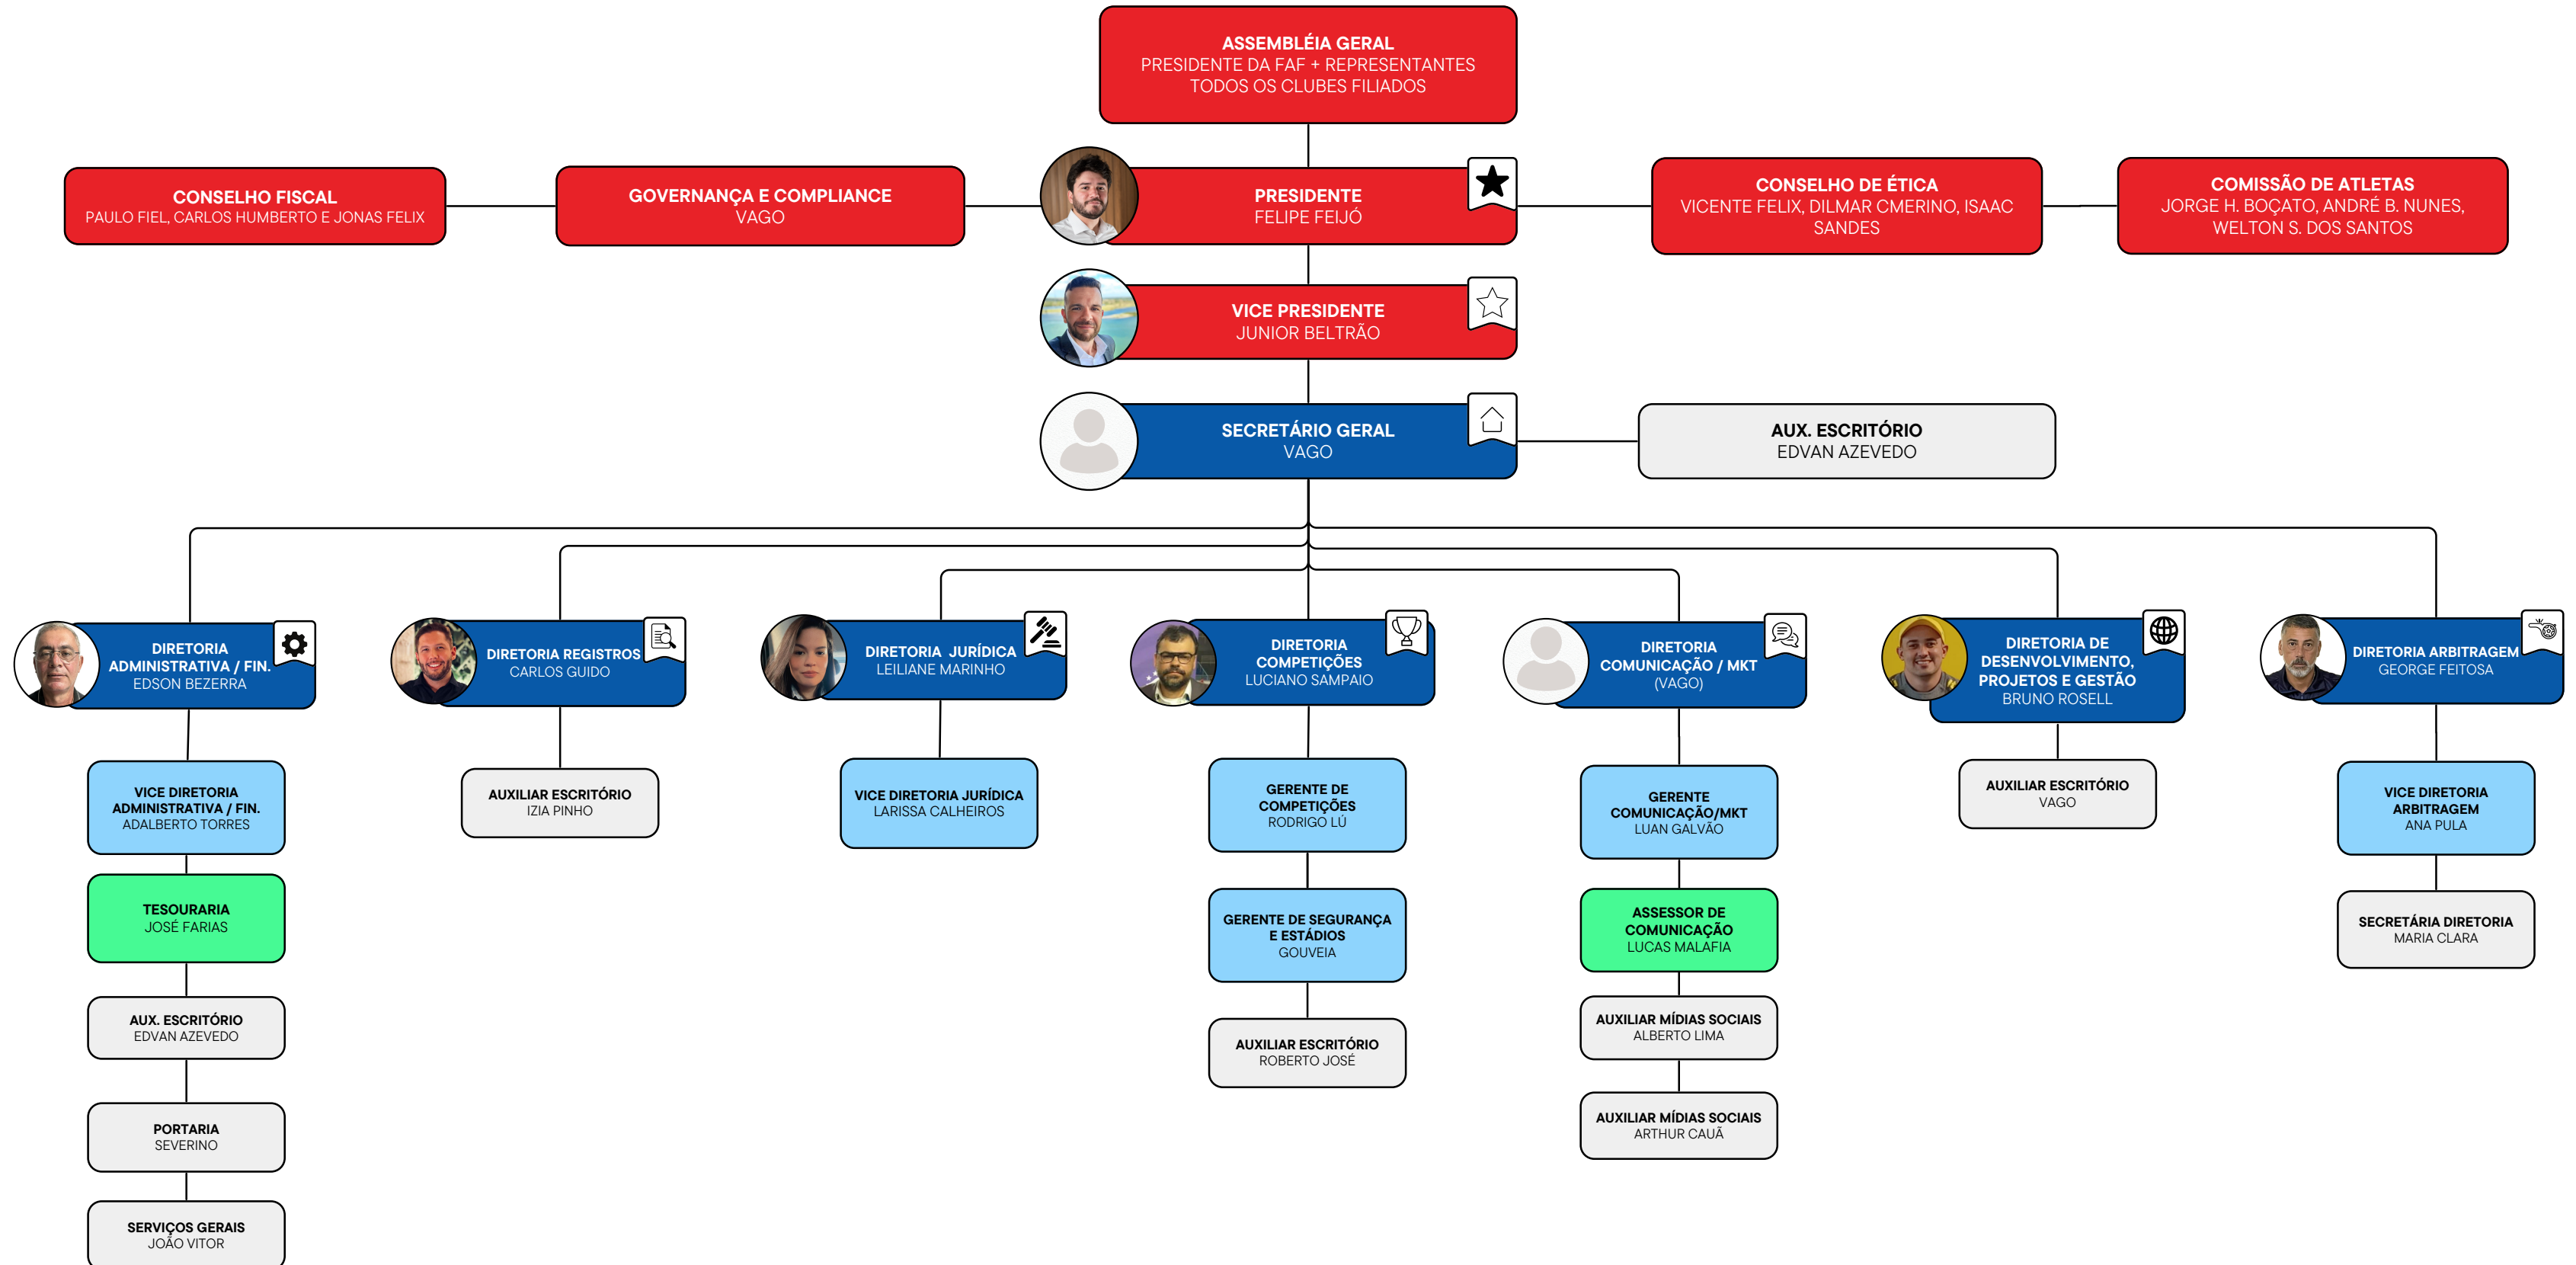 ASSEMBLÉIA GERAL
PRESIDENTE DA FAF + REPRESENTANTES
TODOS OS CLUBES FILIADOS
CONSELHO FISCAL
PAULO FIEL, CARLOS HUMBERTO E JONAS FELIX
GOVERNANÇA E COMPLIANCE
VAGO
PRESIDENTE
FELIPE FEIJÓ
CONSELHO DE ÉTICA
VICENTE FELIX, DILMAR CMERINO, ISAAC
SANDES
COMISSÃO DE ATLETAS
JORGE H. BOÇATO, ANDRÉ B. NUNES,
WELTON S. DOS SANTOS
VICE PRESIDENTE
JUNIOR BELTRÃO
SECRETÁRIO GERAL
VAGO
AUX. ESCRITÓRIO
EDVAN AZEVEDO
DIRETORIA
ADMINISTRATIVA / FIN.
EDSON BEZERRA
DIRETORIA REGISTROS
CARLOS GUIDO
DIRETORIA JURÍDICA
LEILIANE MARINHO
DIRETORIA
COMPETIÇÕES
LUCIANO SAMPAIO
DIRETORIA
COMUNICAÇÃO / MKT
(VAGO)
DIRETORIA DE
DESENVOLVIMENTO,
PROJETOS E GESTÃO
BRUNO ROSELL
DIRETORIA ARBITRAGEM
GEORGE FEITOSA
VICE DIRETORIA
ADMINISTRATIVA / FIN.
ADALBERTO TORRES
AUXILIAR ESCRITÓRIO
IZIA PINHO
VICE DIRETORIA JURÍDICA
LARISSA CALHEIROS
GERENTE DE
COMPETIÇÕES
RODRIGO LÚ
GERENTE
COMUNICAÇÃO/MKT
LUAN GALVÃO
AUXILIAR ESCRITÓRIO
VAGO
VICE DIRETORIA
ARBITRAGEM
ANA PULA
TESOURARIA
JOSÉ FARIAS
GERENTE DE SEGURANÇA
E ESTÁDIOS
GOUVEIA
ASSESSOR DE
COMUNICAÇÃO
LUCAS MALAFIA
SECRETÁRIA DIRETORIA
MARIA CLARA
AUX. ESCRITÓRIO
EDVAN AZEVEDO
AUXILIAR ESCRITÓRIO
ROBERTO JOSÉ
AUXILIAR MÍDIAS SOCIAIS
ALBERTO LIMA
PORTARIA
SEVERINO
AUXILIAR MÍDIAS SOCIAIS
ARTHUR CAUÃ
SERVIÇOS GERAIS
JOÃO VITOR